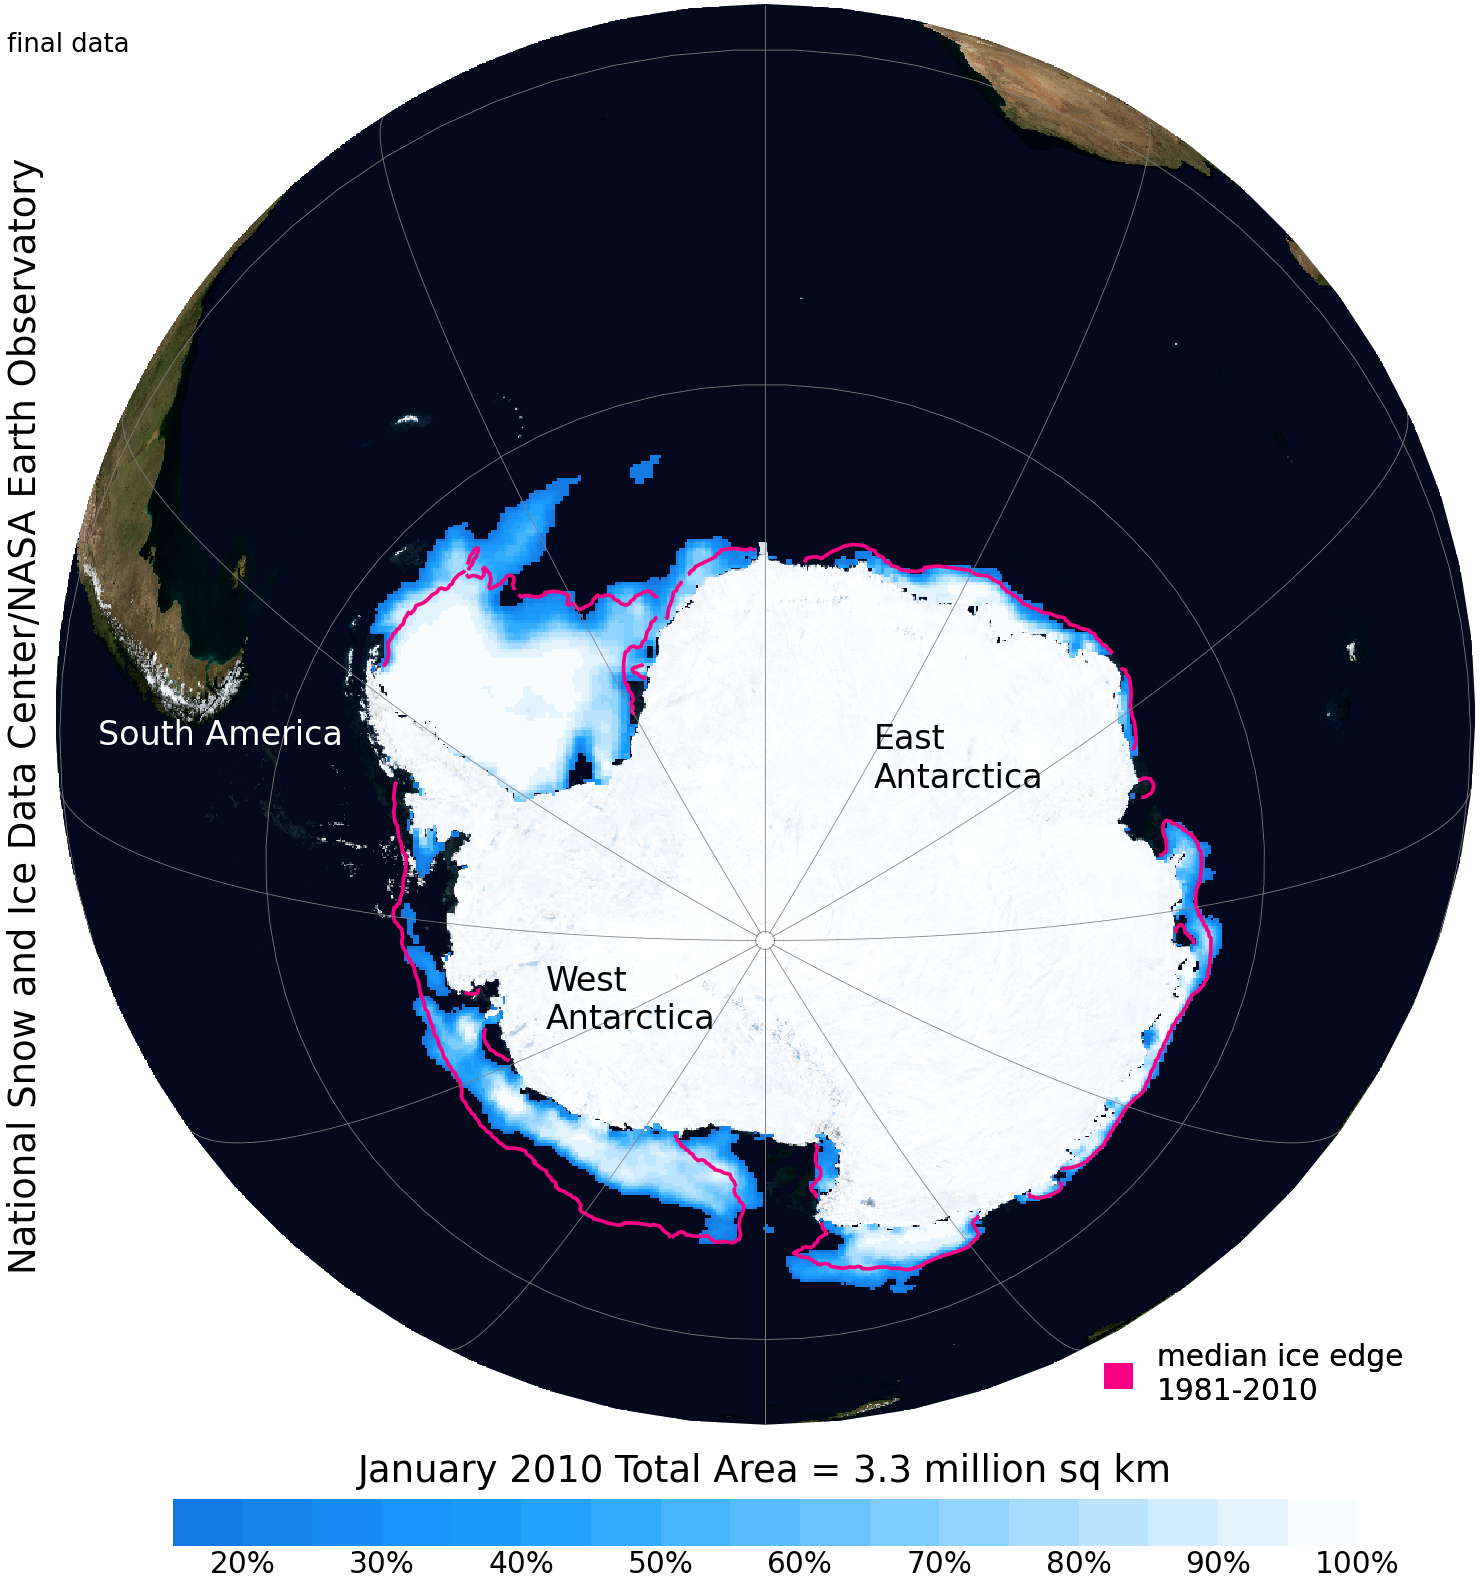 final data
National Snow and Ice Data Center/NASA Earth Observatory
South America
East
Antarctica
West
Antarctica
median ice edge
1981-2010
January 2010 Total Area = 3.3 million sq km
20% 30% 40% 50% 60% 70% 80% 90% 100%